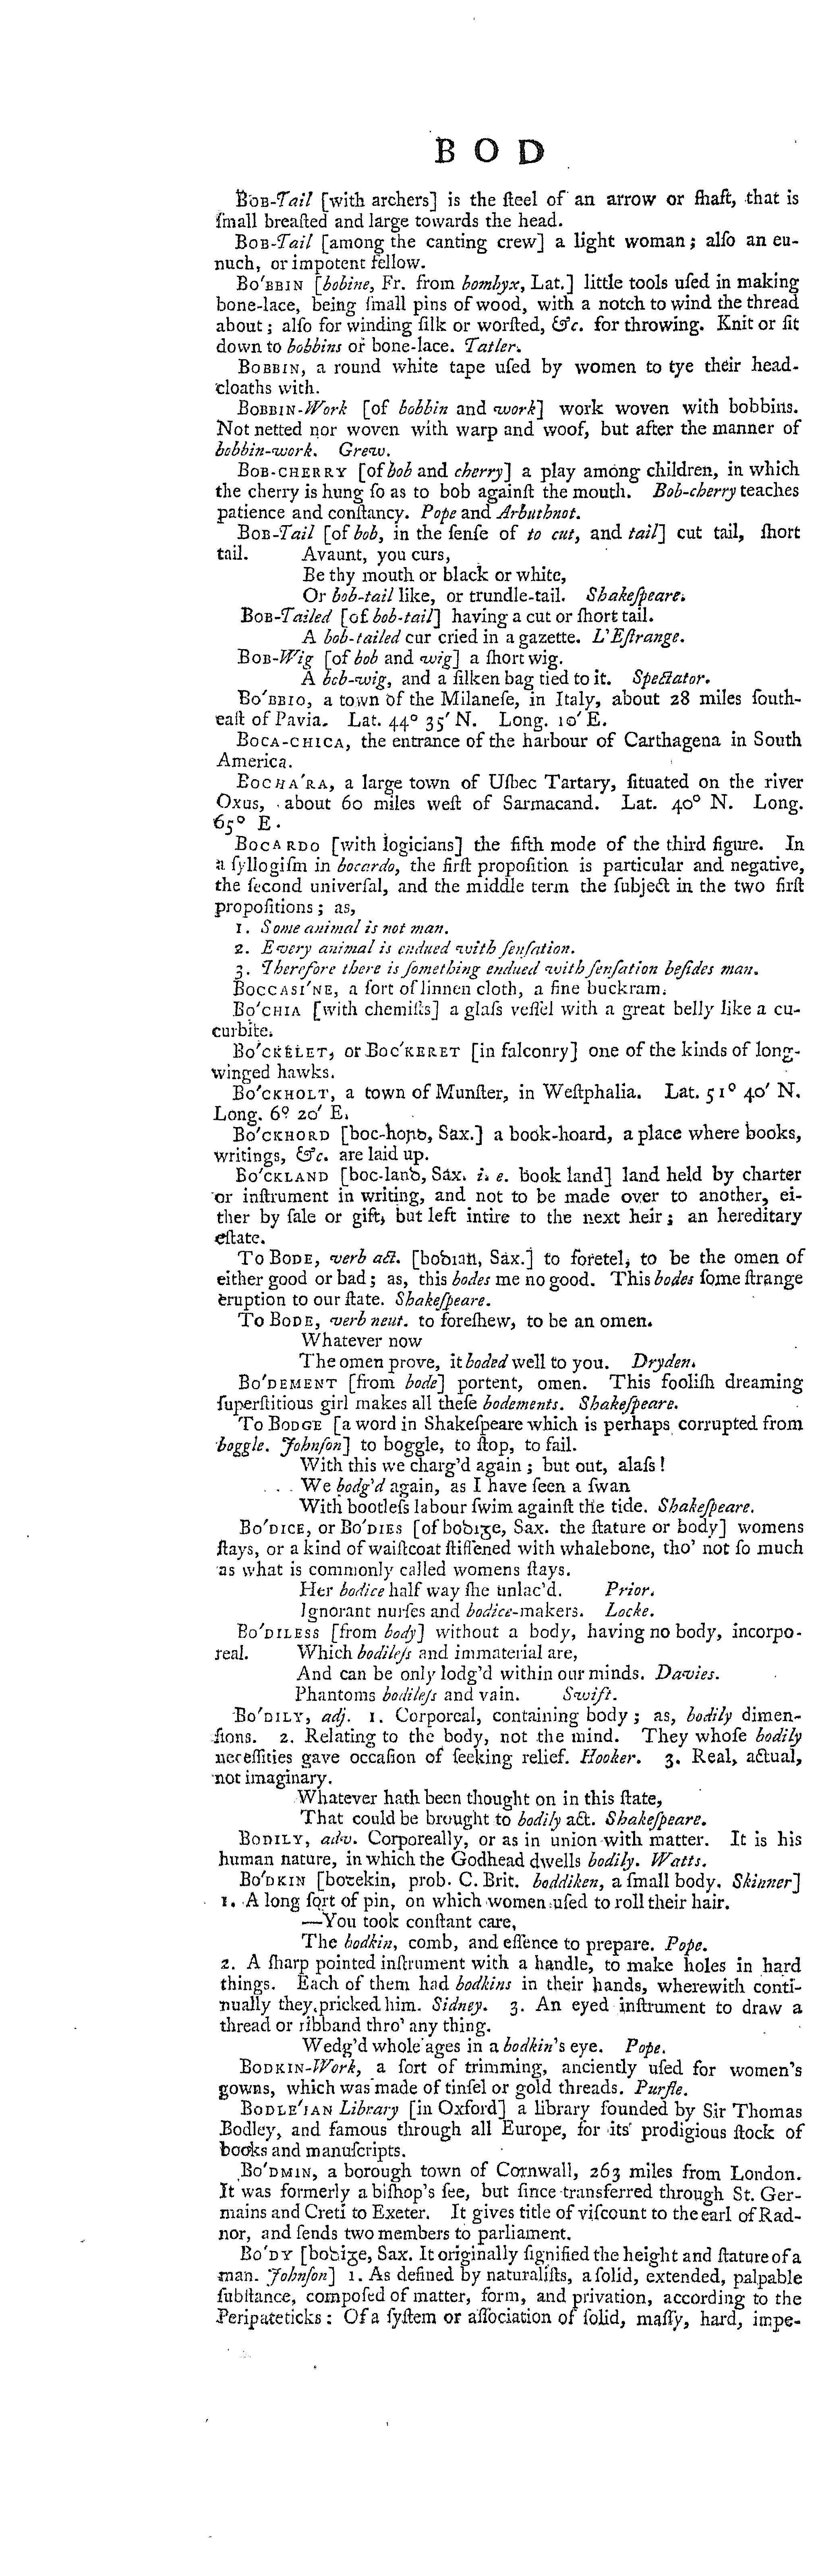 B O D
BOB-Tail [with archers] is the ſteel of an arrow or ſhaft, that is
ſmall breaſted and large towards the head.
BOB-Tail [among the canting crew] a light woman; alſo an eu-
nuch, or impotent fellow.
BO'BBIN [bobine, Fr. from bombyx, Lat.] little tools uſed in making
bone-lace, being ſmall pins of wood, with a notch to wind the thread
about; alſo for winding ſilk or worſted, &c. for throwing. Knit or ſit
down to bobbins or bone-lace. Tatler.
BOBBIN, a round white tape uſed by women to tye their head-
cloaths with.
BOBBIN-Work [of bobbin and work] work woven with bobbins.
Not netted nor woven with warp and woof, but after the manner of
bobbin-work. Grew.
BOB-CHERRY [of bob and cherry] a play among children, in which
the cherry is hung ſo as to bob againſt the mouth. Bob-cherry teaches
patience and conſtancy. Pope and Arbuthnot.
BOB-Tail [of bob, in the ſenſe of to cut, and tail] cut tail, ſhort
tail. Avaunt, you curs,
Be thy mouth or black or white,
Or bob-tail like, or trundle-tail. Shakeſpeare.
BOB-Tailed [of bob-tail] having a cut or ſhort tail.
A bob-tailed cur cried in a gazette. L'Eſtrange.
BOB-Wig [of bob and wig] a ſhort wig.
A bob-wig, and a ſilken bag tied to it. Spectator.
BO'BBIO, a town of the Milaneſe, in Italy, about 28 miles ſouth-
eaſt of Pavia. Lat. 44° 35' N. Long. 10' E.
BOCA-CHICA, the entrance of the harbour of Carthagena in South
America.
BOCHA'RA, a large town of Uſbec Tartary, ſituated on the river
Oxus, about 60 miles weſt of Sarmacand. Lat. 40° N. Long.
65° E.
BOCARDO [with logicians] the fifth mode of the third figure. In
a ſyllogiſm in bocardo, the firſt propoſition is particular and negative,
the ſecond univerſal, and the middle term the ſubject in the two firſt
propoſitions; as,
1. Some animal is not man.
2. Every animal is endued with ſenſation.
3. Therefore there is ſomething endued with ſenſation beſides man.
BOCCASI'NE, a ſort of linnen cloth, a fine buckram.
BO'CHIA [with chemiſts] a glaſs veſſel with a great belly like a cu-
curbite.
BO'CKELET, or BOC'KERET [in falconry] one of the kinds of long-
winged hawks.
BO'CKHOLT, a town of Munſter, in Weſtphalia. Lat. 51° 40' N.
Long. 6° 20' E.
BO'CKHORD [boc-hoꞃꝺ, Sax.] a book-hoard, a place where books,
writings, &c. are laid up.
BO'CKLAND [boc-lanꝺ, Sax. i. e. book land] land held by charter
or inſtrument in writing, and not to be made over to another, ei-
ther by ſale or gift, but left intire to the next heir; an hereditary
eſtate.
To BODE, verb act. [boꝺian, Sax.] to foretel, to be the omen of
either good or bad; as, this bodes me no good. This bodes ſome ſtrange
eruption to our ſtate. Shakeſpeare.
To BODE, verb neut. to foreſhew, to be an omen.
Whatever now
The omen prove, it boded well to you. Dryden.
BO'DEMENT [from bode] portent, omen. This fooliſh dreaming
ſuperſtitious girl makes all theſe bodements. Shakeſpeare.
To BODGE [a word in Shakeſpeare which is perhaps corrupted from
boggle. Johnſon] to boggle, to ſtop, to fail.
With this we charg'd again; but out, alaſs!
We bodg'd again, as I have ſeen a ſwan
With bootleſs labour ſwim againſt the tide. Shakeſpeare.
BO'DICE, or BO'DIES [of boꝺiᵹe, Sax. the ſtature or body] womens
ſtays, or a kind of waiſtcoat ſtiffened with whalebone, tho' not ſo much
as what is commonly called womens ſtays.
Her bodice half way ſhe unlac'd. Prior.
Ignorant nurſes and bodice-makers. Locke.
BO'DILESS [from body] without a body, having no body, incorpo-
real. Which bodileſs and immaterial are,
And can be only lodg'd within our minds. Davies.
Phantoms bodileſs and vain. Swift.
BO'DILY, adj. 1. Corporeal, containing body; as, bodily dimen-
ſions. 2. Relating to the body, not the mind. They whoſe bodily
neceſſities gave occaſion of ſeeking relief. Hooker. 3. Real, actual,
not imaginary.
Whatever hath been thought on in this ſtate,
That could be brought to bodily act. Shakeſpeare.
BODILY, adv. Corporeally, or as in union with matter. It is his
human nature, in which the Godhead dwells bodily. Watts.
BO'DKIN [botekin, prob. C. Brit. boddiken, a ſmall body. Skinner]
1. A long ſort of pin, on which women uſed to roll their hair.
—You took conſtant care,
The bodkin, comb, and eſſence to prepare. Pope.
2. A ſharp pointed inſtrument with a handle, to make holes in hard
things. Each of them had bodkins in their hands, wherewith conti-
nually they pricked him. Sidney. 3. An eyed inſtrument to draw a
thread or ribband thro' any thing.
Wedg'd whole ages in a bodkin's eye. Pope.
BODKIN-Work, a ſort of trimming, anciently uſed for women's
gowns, which was made of tinſel or gold threads. Purfle.
BODLE'IAN Library [in Oxford] a library founded by Sir Thomas
Bodley, and famous through all Europe, for its' prodigious ſtock of
books and manuſcripts.
BO'DMIN, a borough town of Cornwall, 263 miles from London.
It was formerly a biſhop's ſee, but ſince transferred through St. Ger-
mains and Creti to Exeter. It gives title of viſcount to the earl of Rad-
nor, and ſends two members to parliament.
BO'DY [boꝺiᵹe, Sax. It originally ſignified the height and ſtature of a
man. Johnſon] 1. As defined by naturaliſts, a ſolid, extended, palpable
ſubſtance, compoſed of matter, form, and privation, according to the
Peripateticks: Of a ſyſtem or aſſociation of ſolid, maſſy, hard, impe-